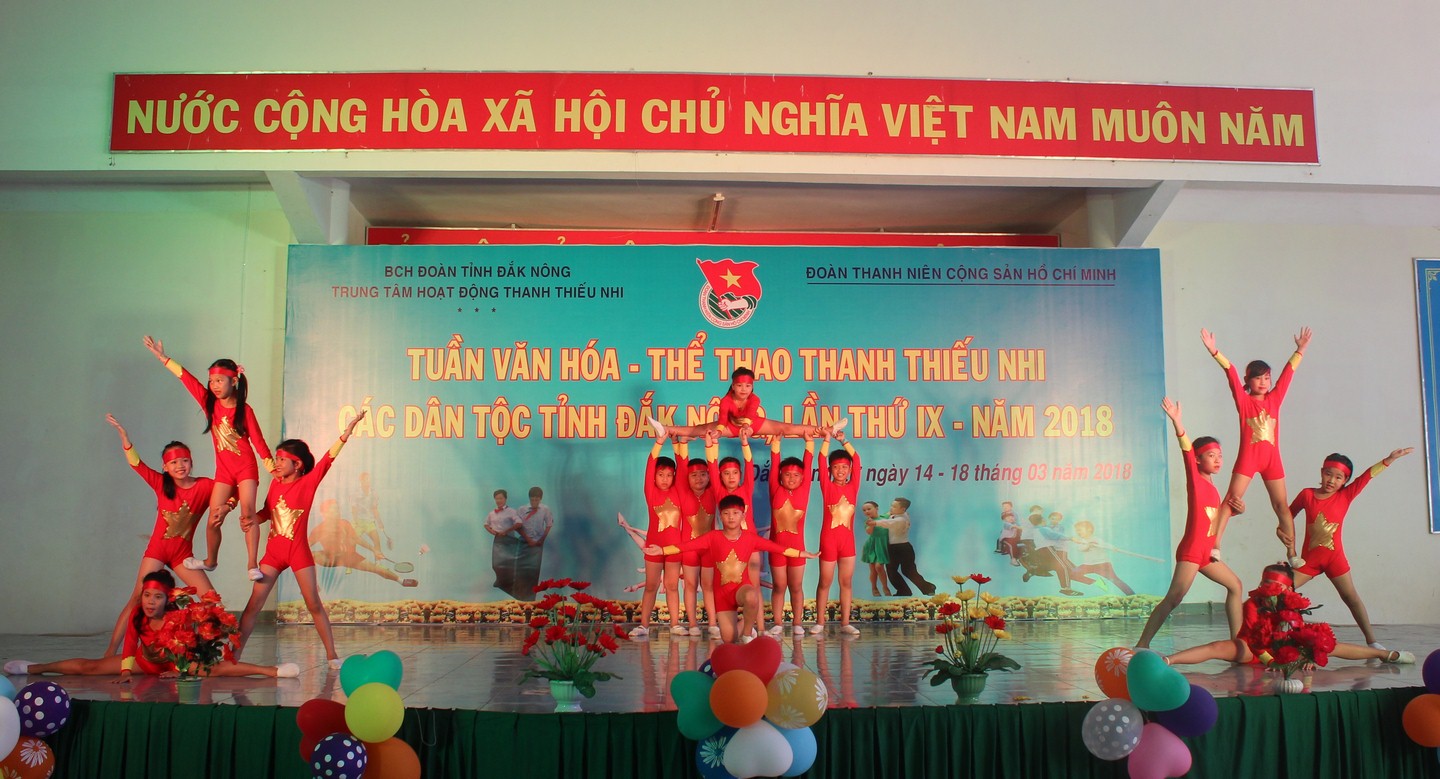 NƯỚC CỘNG HÒA XÃ HỘI CHỦ NGHĨA VIỆT NAM MUÔN NĂM
BCH ĐOÀN TỈNH ĐẮK NÔNG
TRUNG TÂM HOẠT ĐỘNG THANH THIẾU NHI
* * *
ĐOÀN THANH NIÊN CỘNG SẢN HỒ CHÍ MINH
TUẦN VĂN HÓA - THỂ THAO THANH THIẾU NHI
CÁC DÂN TỘC TỈNH ĐẮK LẦN THỨ IX - NĂM 2018
ngày 14 - 18 tháng 03 năm 2018